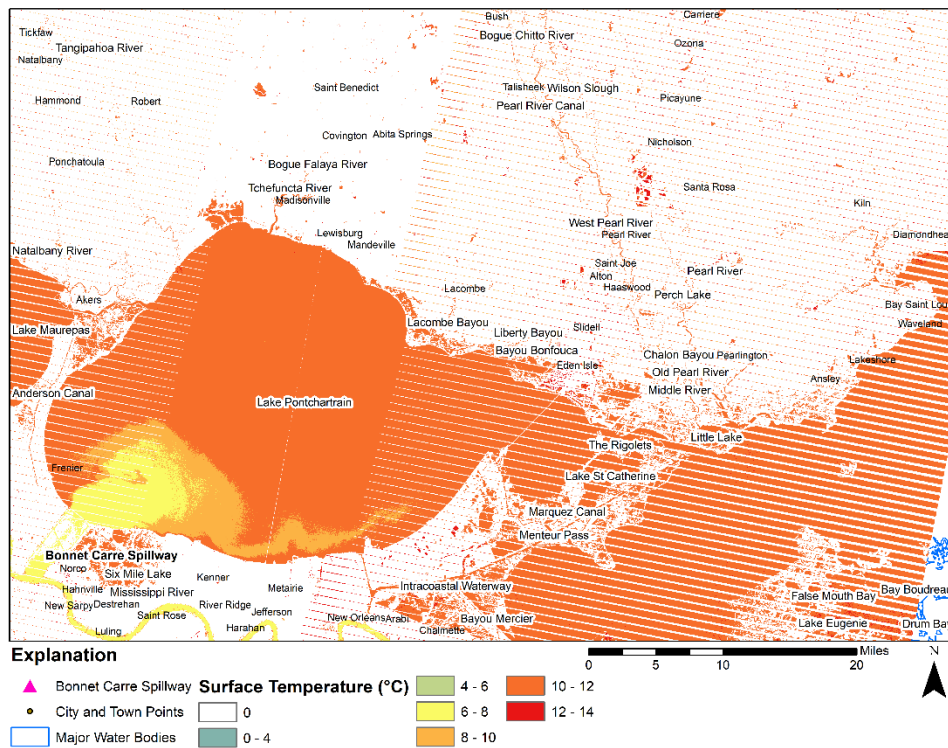 Bush
Carriere
Tickfaw
Tangipahoa River
Bogue Chitto River
Ozona
Natalbany
Saint Benedict
Talisheek
Wilson Slough
Hammond
Robert
Pearl River Canal
Picayune
Covington
Abita Springs
Nicholson
Ponchatoula
Bogue Falaya River
Tchefuncta River
Madisonville
Santa Rosa
Kiln
Lewisburg
Mandeville
West Pearl River
Pearl River
Diamondhead
Natalbany River
Saint Joe
Alton
Haaswood
Pearl River
Perch Lake
Akers
Lacombe
Bay Saint Lou
Lake Maurepas
Lacombe Bayou
Liberty Bayou
Slidell
Waveland
Bayou Bonfouca
Chalon Bayou
Pearlington
Eden Isle
Old Pearl River
Lakeshore
Anderson Canal
Middle River
Ansley
Lake Pontchartrain
Little Lake
The Rigolets
Frenier
Lake St Catherine
Marquez Canal
Menteur Pass
Bonnet Carre Spillway
Norco
Six Mile Lake
Kenner
Hahnville
Mississippi River
Metairie
Intracoastal Waterway
Bay Boudreau
New Sarpy
Destrehan
River Ridge
False Mouth Bay
Saint Rose
Jefferson
New Orleans
Arabi
Bayou Mercier
Luling
Harahan
Chalmette
Lake Eugenie
Drum Bay
Explanation
Bonnet Carre Spillway
City and Town Points
Major Water Bodies
Surface Temperature (°C)
0
0 - 4
4 - 6
6 - 8
8 - 10
10 - 12
12 - 14
Miles
0 5 10 20
N